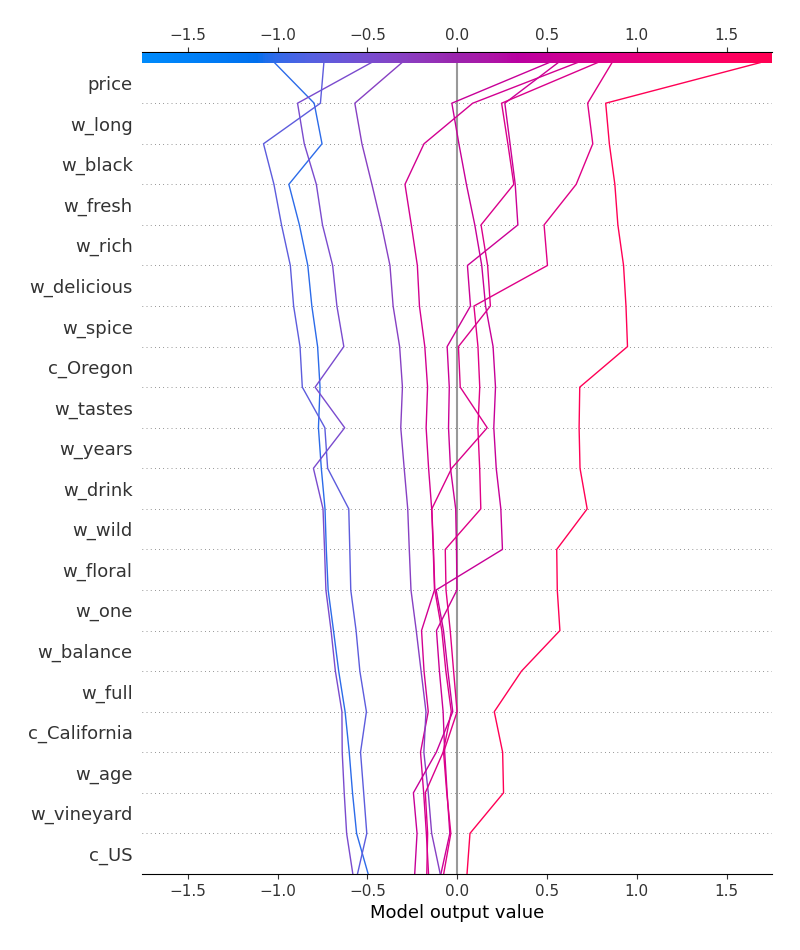 −1.5 −1.0 −0.5 0.0 0.5 1.0 1.5
price
w_long
w_black
w_fresh
w_rich
w_delicious
w_spice
c_Oregon
w_tastes
w_years
w_drink
w_wild
w_floral
w_one
w_balance
w_full
c_California
w_age
w_vineyard
c_US
−1.5 −1.0 −0.5 0.0 0.5 1.0 1.5
Model output value